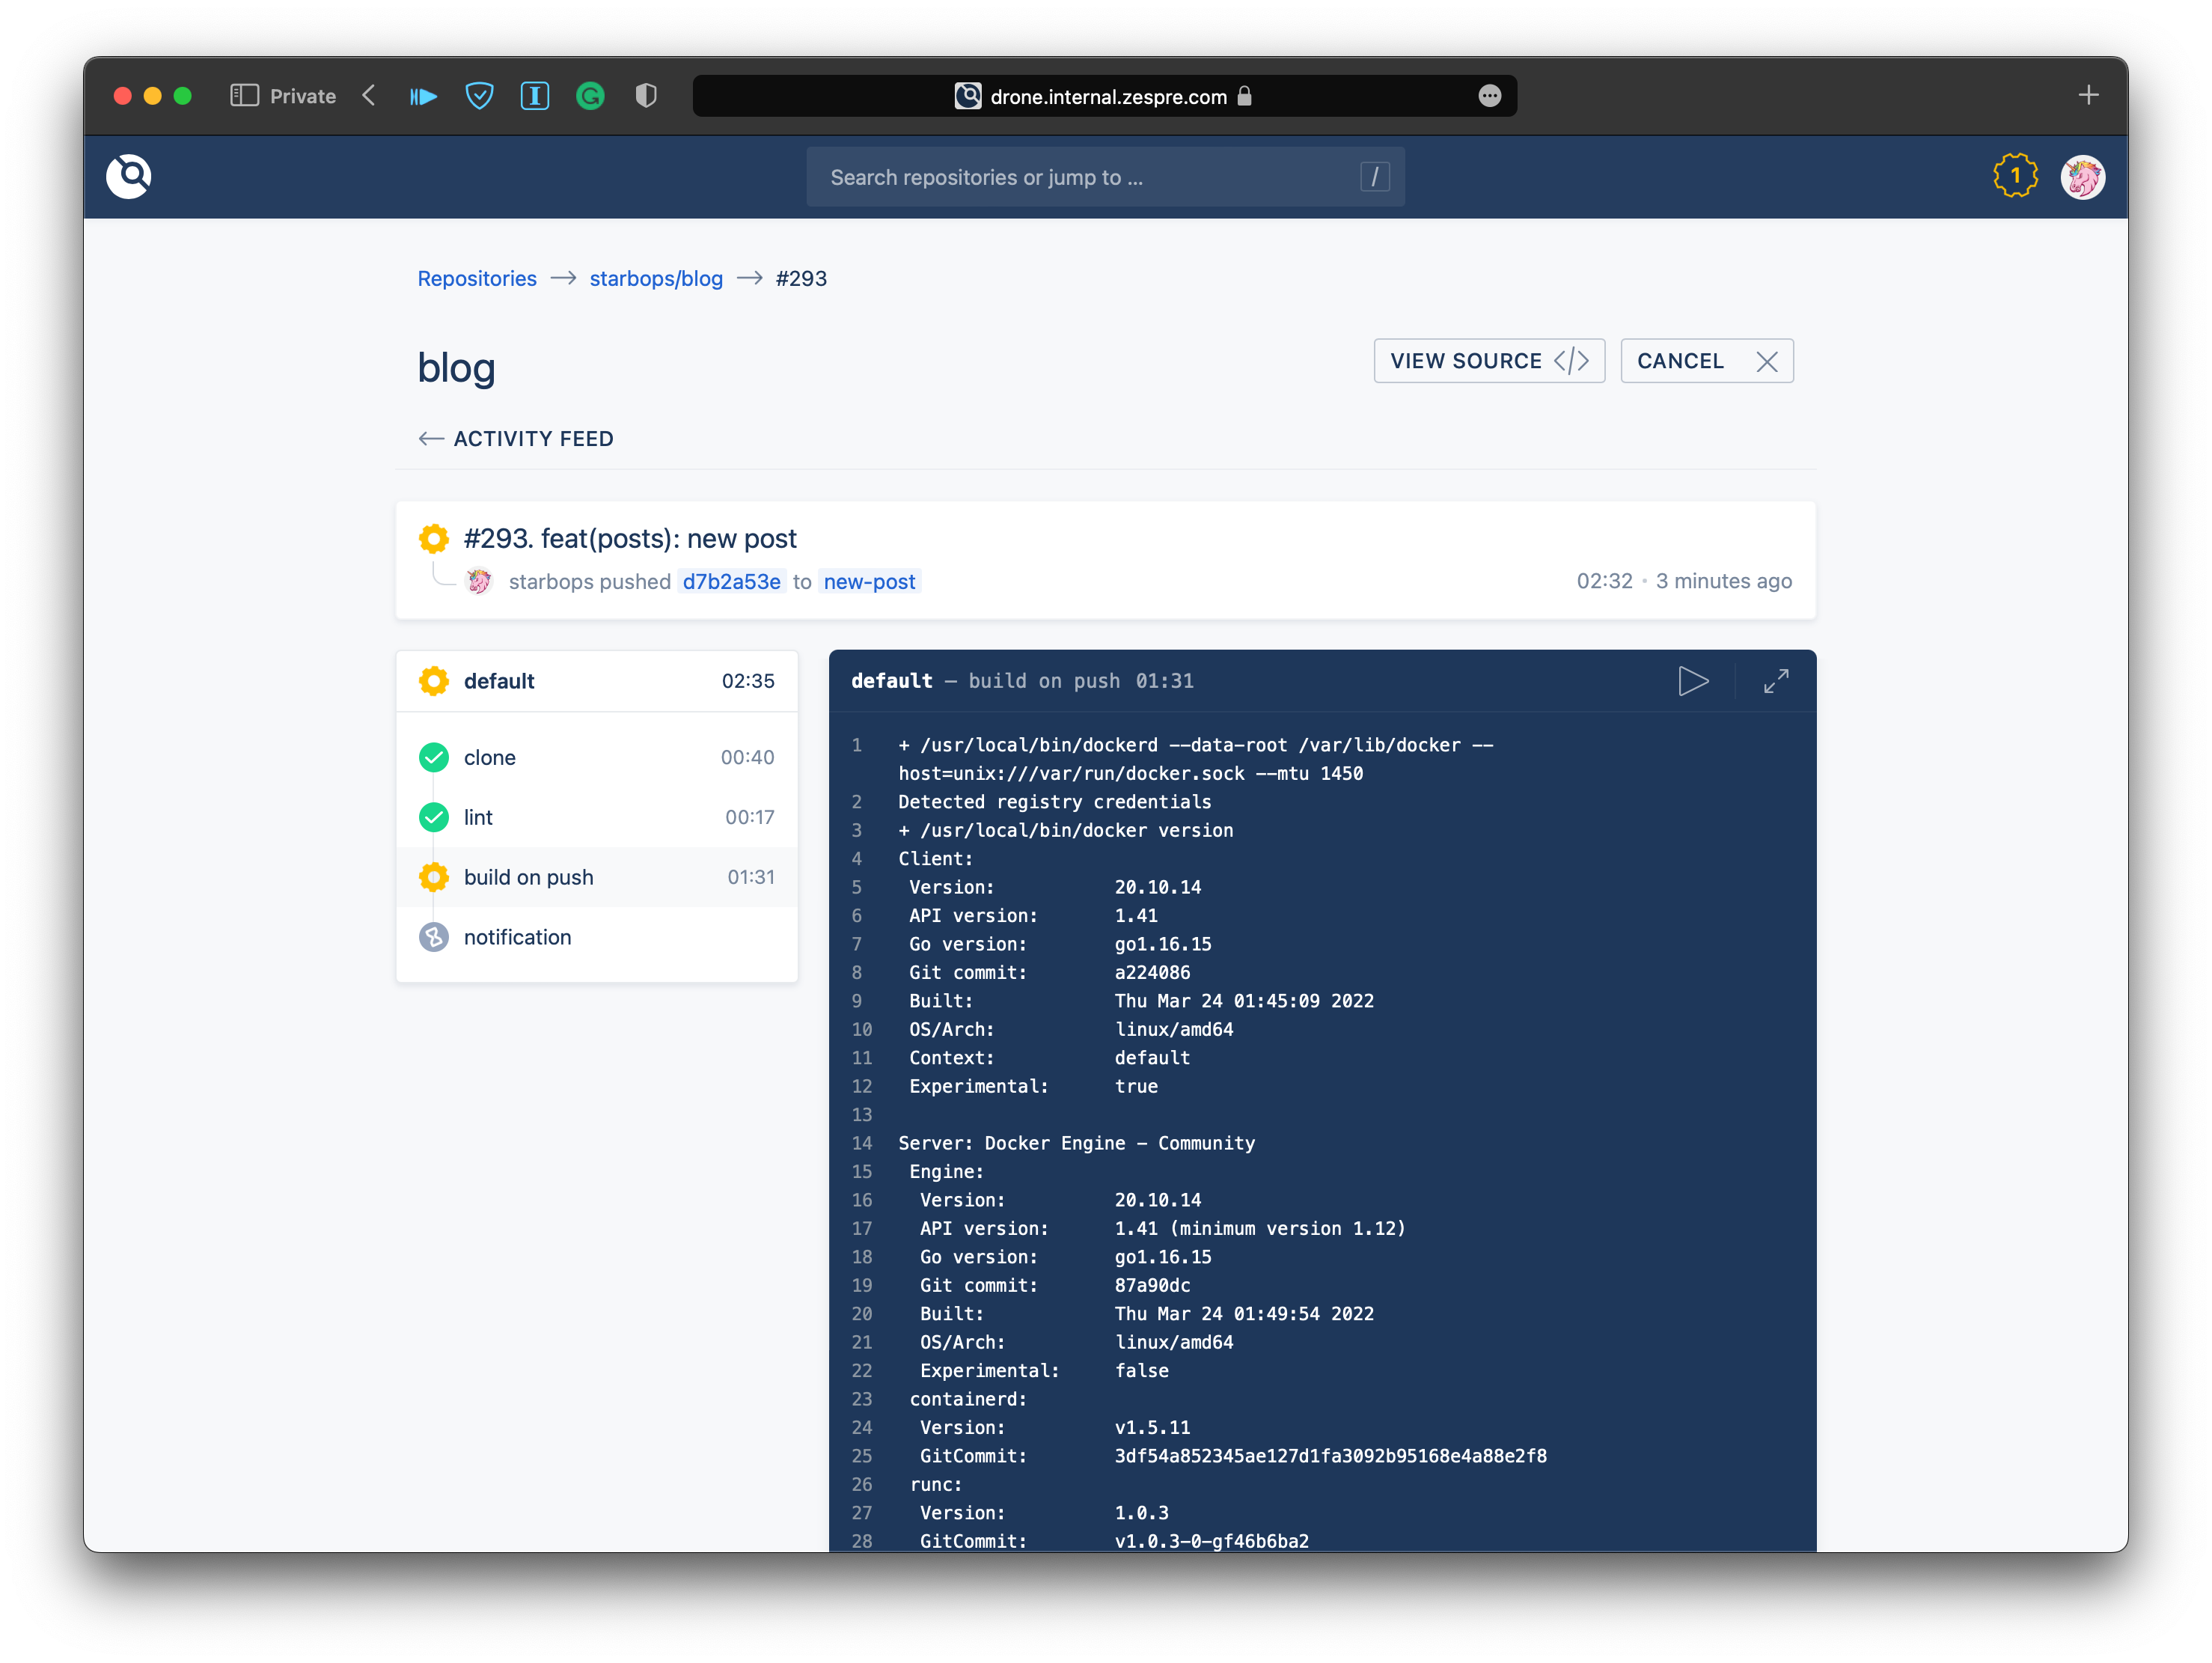 Private
drone.internal.zespre.com
Search repositories or jump to ... /
1
Repositories → starbops/blog → #293
blog
VIEW SOURCE </> CANCEL
← ACTIVITY FEED
#293. feat(posts): new post
starbops pushed d7b2a53e to new-post
02:32 • 3 minutes ago
default 02:35
clone 00:40
lint 00:17
build on push 01:31
notification
default — build on push 01:31
1 + /usr/local/bin/dockerd --data-root /var/lib/docker --
host=unix:///var/run/docker.sock --mtu 1450
2 Detected registry credentials
3 + /usr/local/bin/docker version
4 Client:
5 Version: 20.10.14
6 API version: 1.41
7 Go version: go1.16.15
8 Git commit: a224086
9 Built: Thu Mar 24 01:45:09 2022
10 OS/Arch: linux/amd64
11 Context: default
12 Experimental: true
13
14 Server: Docker Engine - Community
15 Engine:
16 Version: 20.10.14
17 API version: 1.41 (minimum version 1.12)
18 Go version: go1.16.15
19 Git commit: 87a90dc
20 Built: Thu Mar 24 01:49:54 2022
21 OS/Arch: linux/amd64
22 Experimental: false
23 containerd:
24 Version: v1.5.11
25 GitCommit: 3df54a852345ae127d1fa3092b95168e4a88e2f8
26 runc:
27 Version: 1.0.3
28 GitCommit: v1.0.3-0-gf46b6ba2